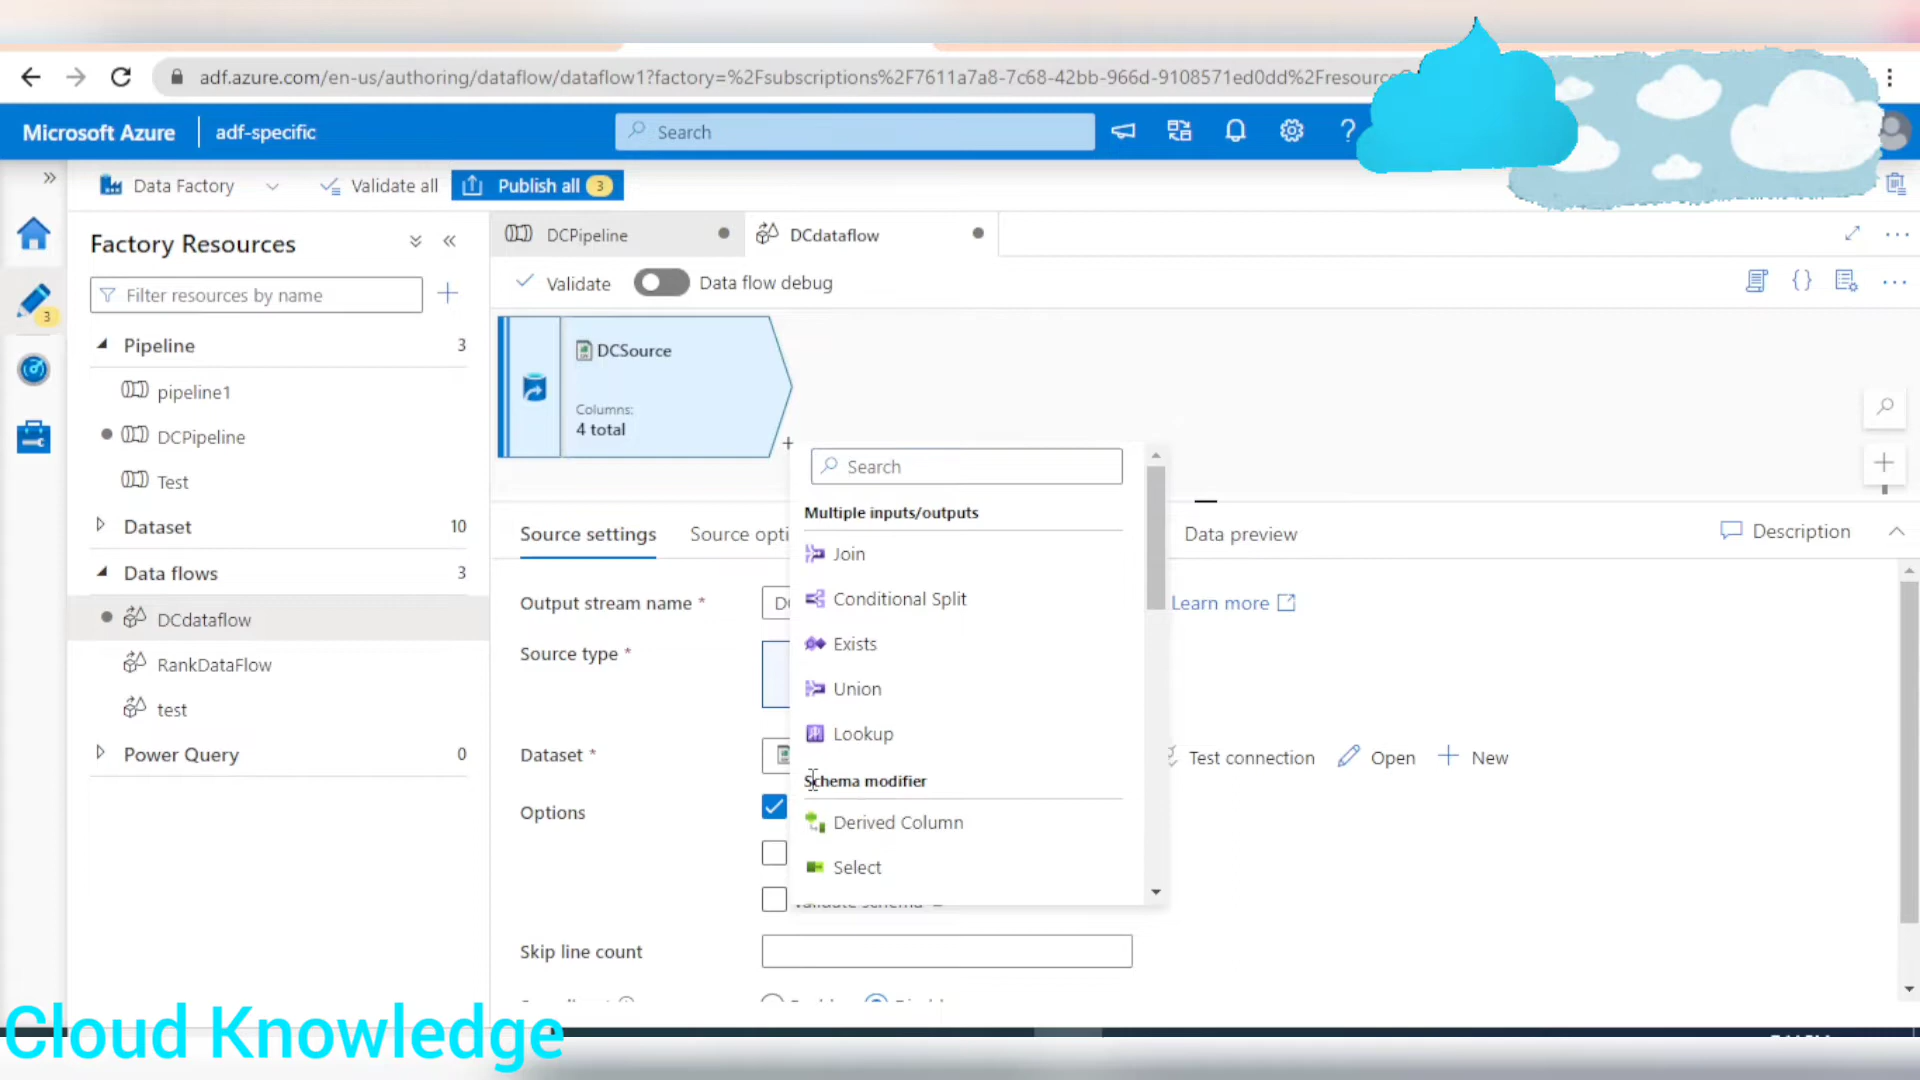 adf.azure.com/en-us/authoring/dataflow/dataflow1?factory=%2Fsubscriptions%2F7611a7a8-7c68-42bb-966d-9108571ed0dd%2Fresource
Microsoft Azure
adf-specific
Search
?
Data Factory
Validate all
Publish all
3
Factory Resources
DCPipeline
DCdataflow
3
Filter resources by name
Validate
Data flow debug
Pipeline
3
pipeline1
DCPipeline
Test
Dataset
10
Data flows
3
DCdataflow
RankDataFlow
test
Power Query
0
DCSource
Columns:
4 total
Search
Multiple inputs/outputs
Join
Conditional Split
Exists
Union
Lookup
Schema modifier
Derived Column
Select
Source settings
Source opti
Data preview
Description
Output stream name *
Learn more
Source type *
Dataset *
Test connection
Open
New
Options
Skip line count
Cloud Knowledge